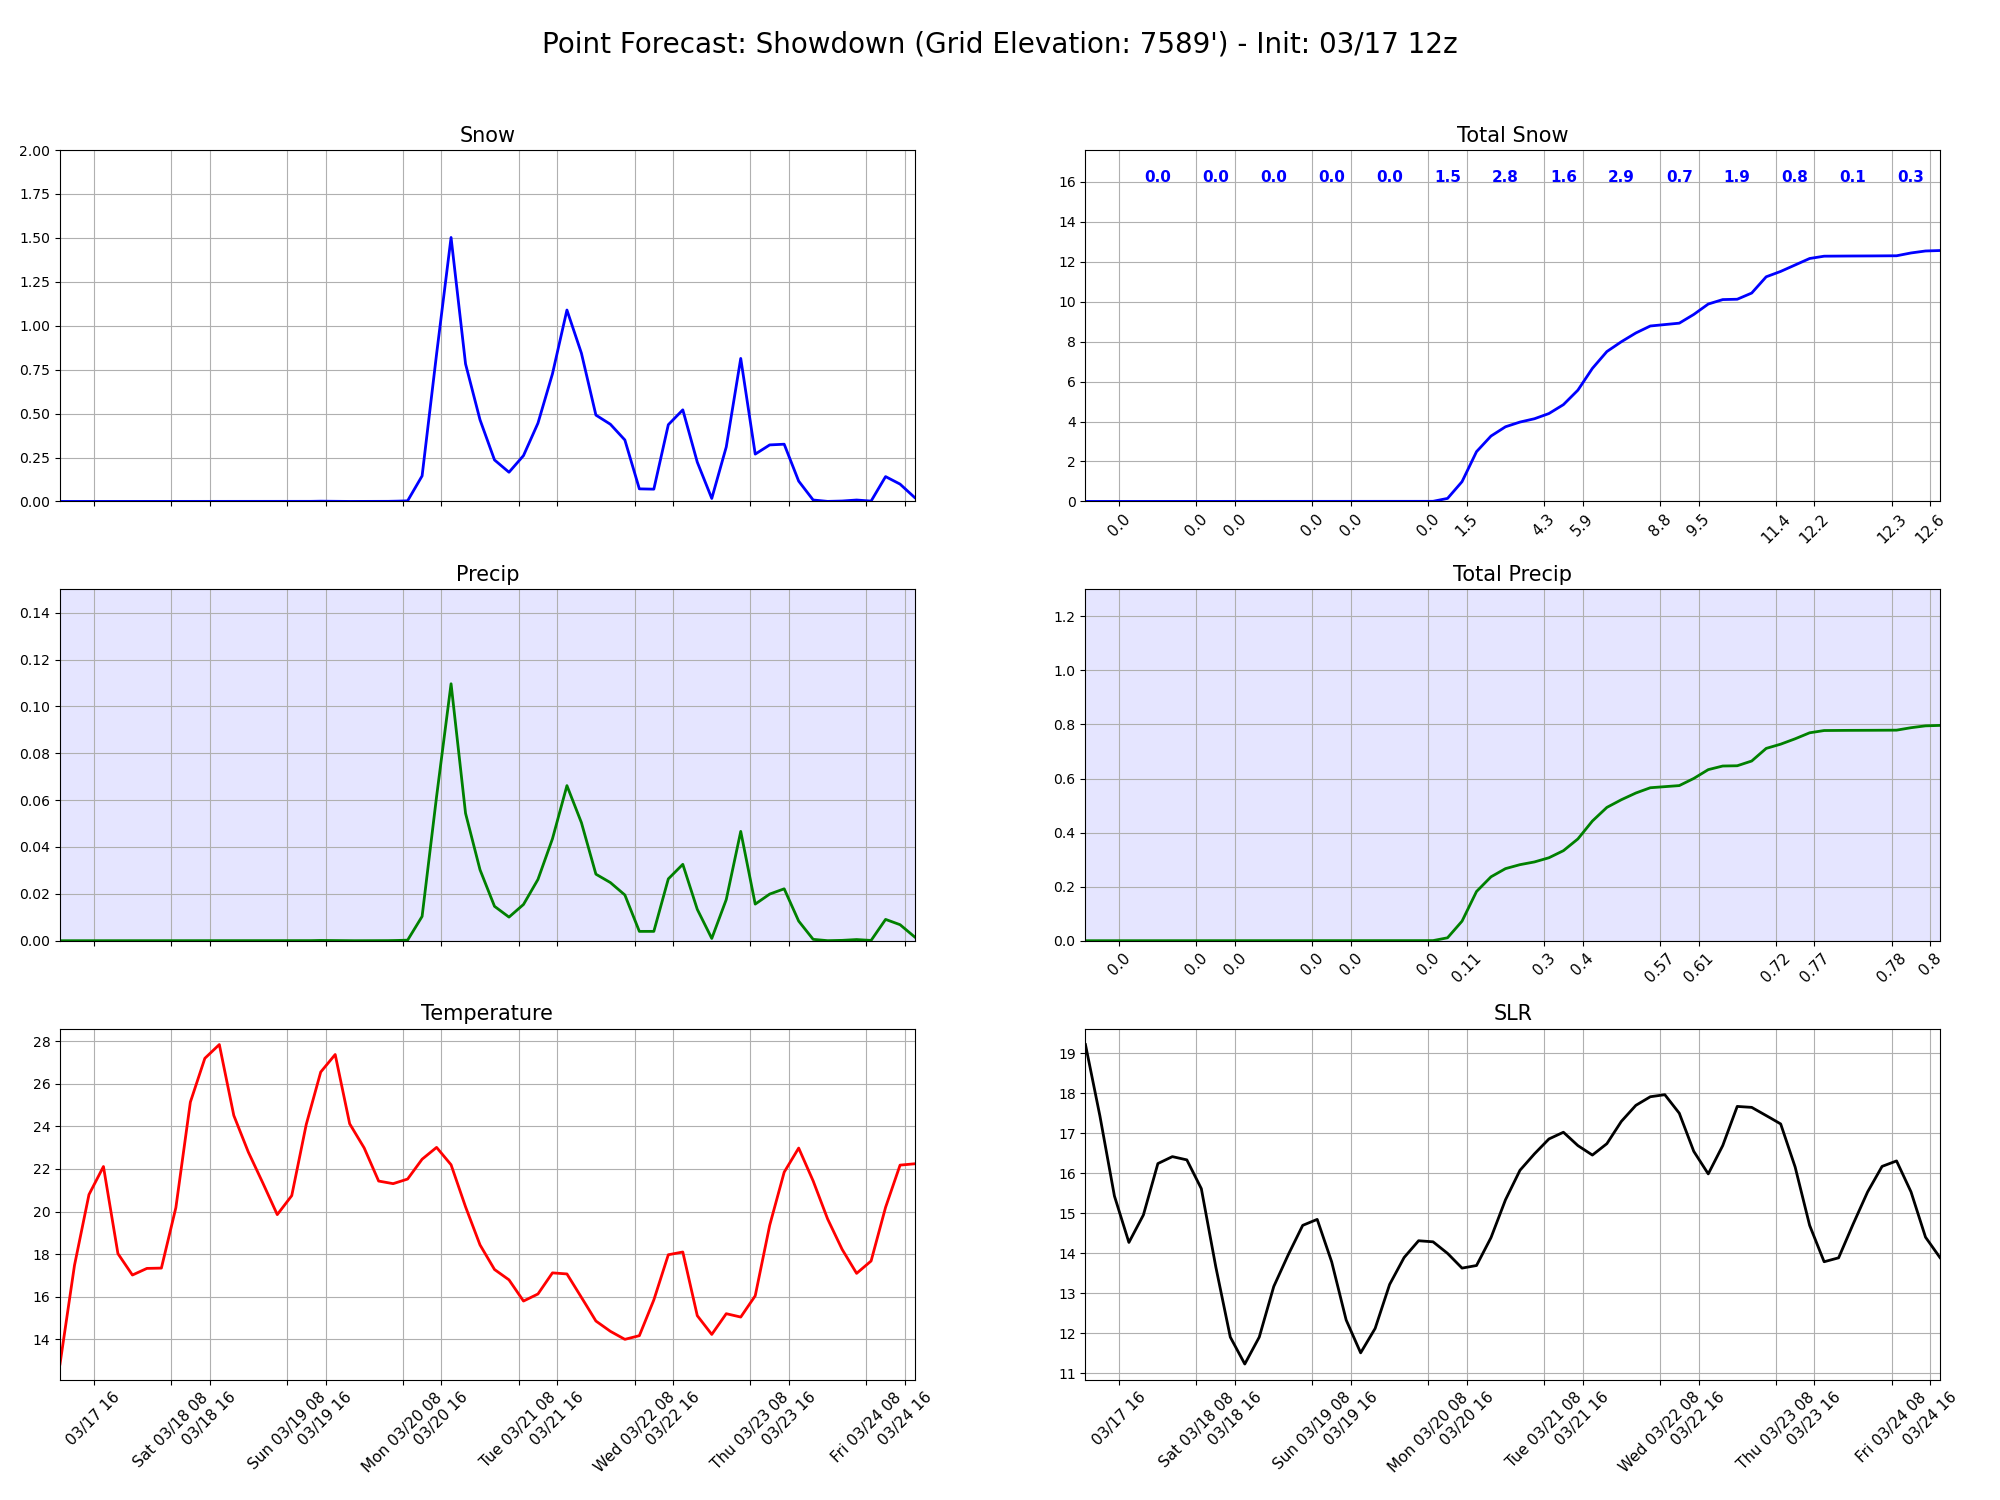 Point Forecast: Showdown (Grid Elevation: 7589') - Init: 03/17 12z
Snow
2.00
1.75
1.50
1.25
1.00
0.75
0.50
0.25
0.00
Total Snow
0.0 0.0 0.0 0.0 0.0 1.5 2.8 1.6 2.9 0.7 1.9 0.8 0.1 0.3
16
14
12
10
8
6
4
2
0
0.0 0.0 0.0 0.0 0.0 0.0 1.5 4.3 5.9 8.8 9.5 11.4 12.2 12.3 12.6
Precip
0.14
0.12
0.10
0.08
0.06
0.04
0.02
0.00
Total Precip
1.2
1.0
0.8
0.6
0.4
0.2
0.0
0.0 0.0 0.0 0.0 0.0 0.0 0.11 0.3 0.4 0.57 0.61 0.72 0.77 0.78 0.8
Temperature
28
26
24
22
20
18
16
14
03/17 16
Sat 03/18 08
03/18 16
Sun 03/19 08
03/19 16
Mon 03/20 08
03/20 16
Tue 03/21 08
03/21 16
Wed 03/22 08
03/22 16
Thu 03/23 08
03/23 16
Fri 03/24 08
03/24 16
SLR
19
18
17
16
15
14
13
12
11
03/17 16
Sat 03/18 08
03/18 16
Sun 03/19 08
03/19 16
Mon 03/20 08
03/20 16
Tue 03/21 08
03/21 16
Wed 03/22 08
03/22 16
Thu 03/23 08
03/23 16
Fri 03/24 08
03/24 16